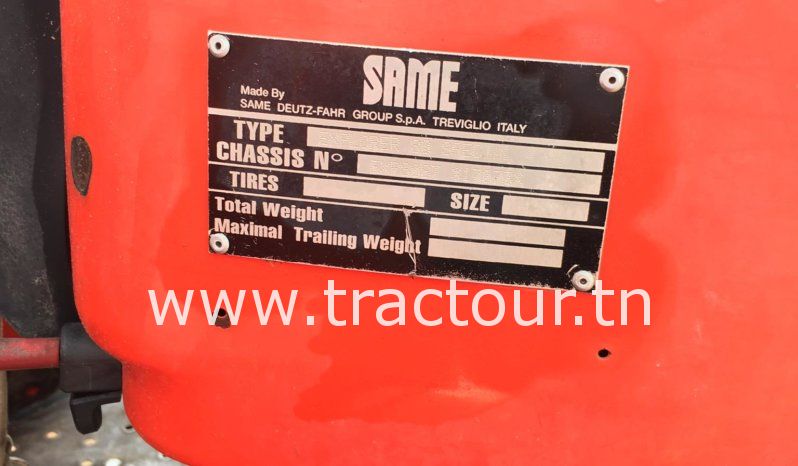 SAME
Made By
SAME DEUTZ-FAHR GROUP S.p.A. TREVIGLIO ITALY
TYPE
CHASSIS N°
TIRES SIZE
Total Weight
Maximal Trailing Weight
www.tractour.tn